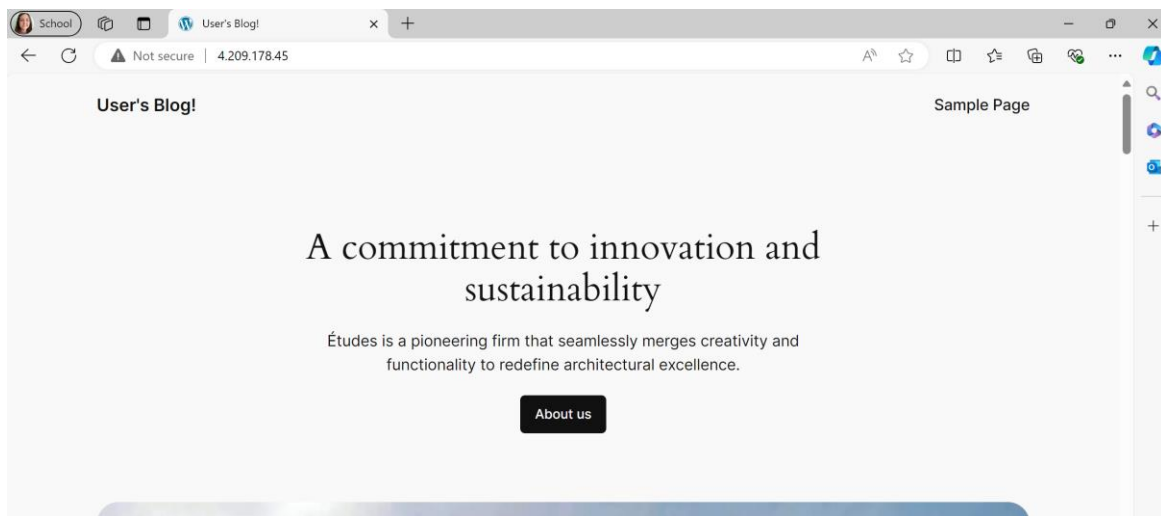 School
User's Blog!
Not secure
4.209.178.45
User's Blog!
Sample Page
A commitment to innovation and
sustainability
Études is a pioneering firm that seamlessly merges creativity and
functionality to redefine architectural excellence.
About us